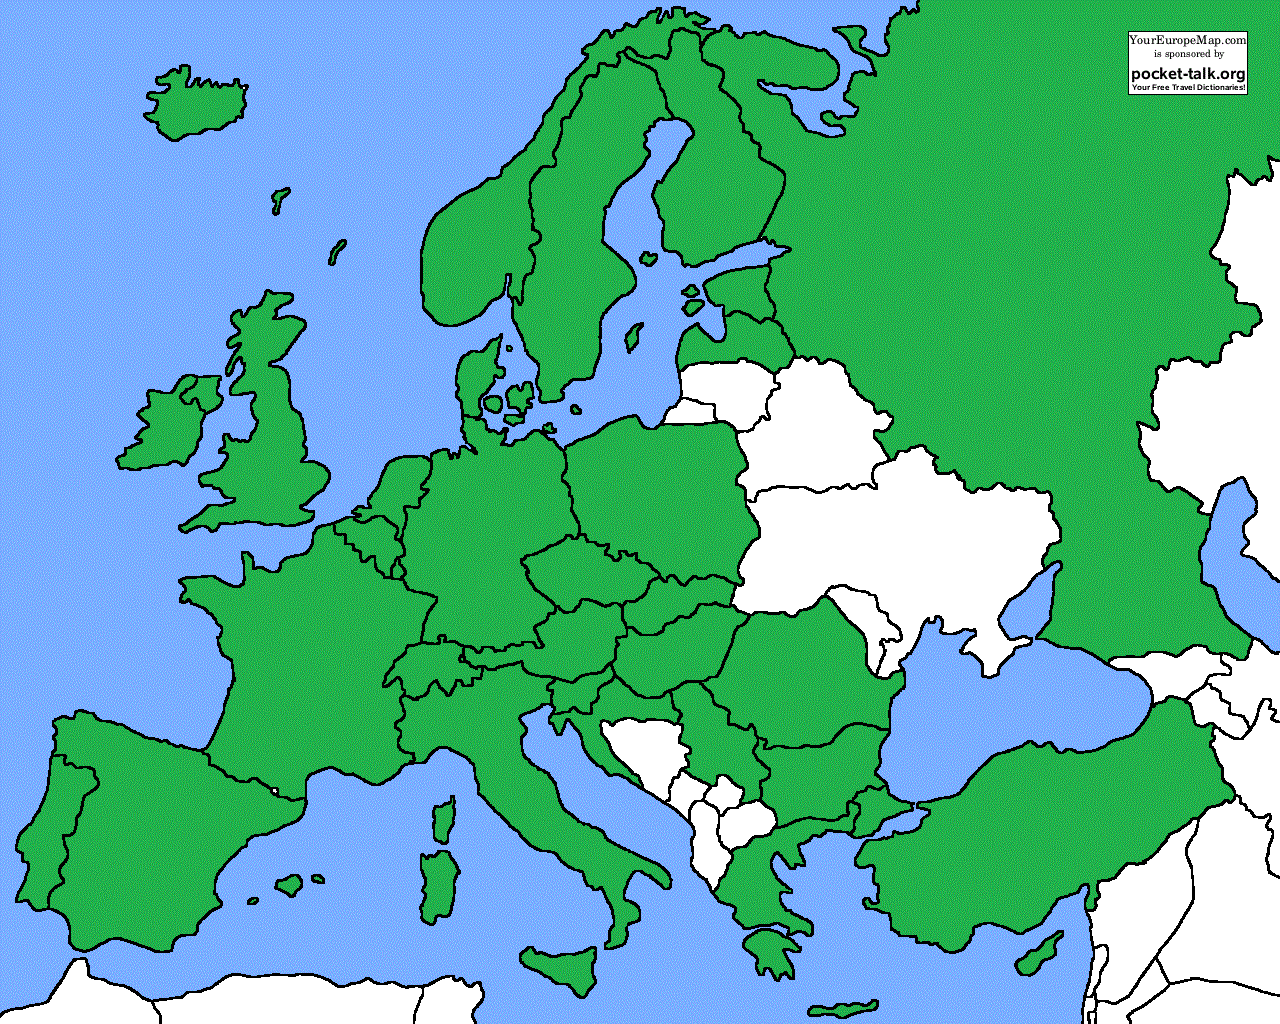 YourEuropeMap.com
is sponsored by
pocket-talk.org
Your Free Travel Dictionaries!